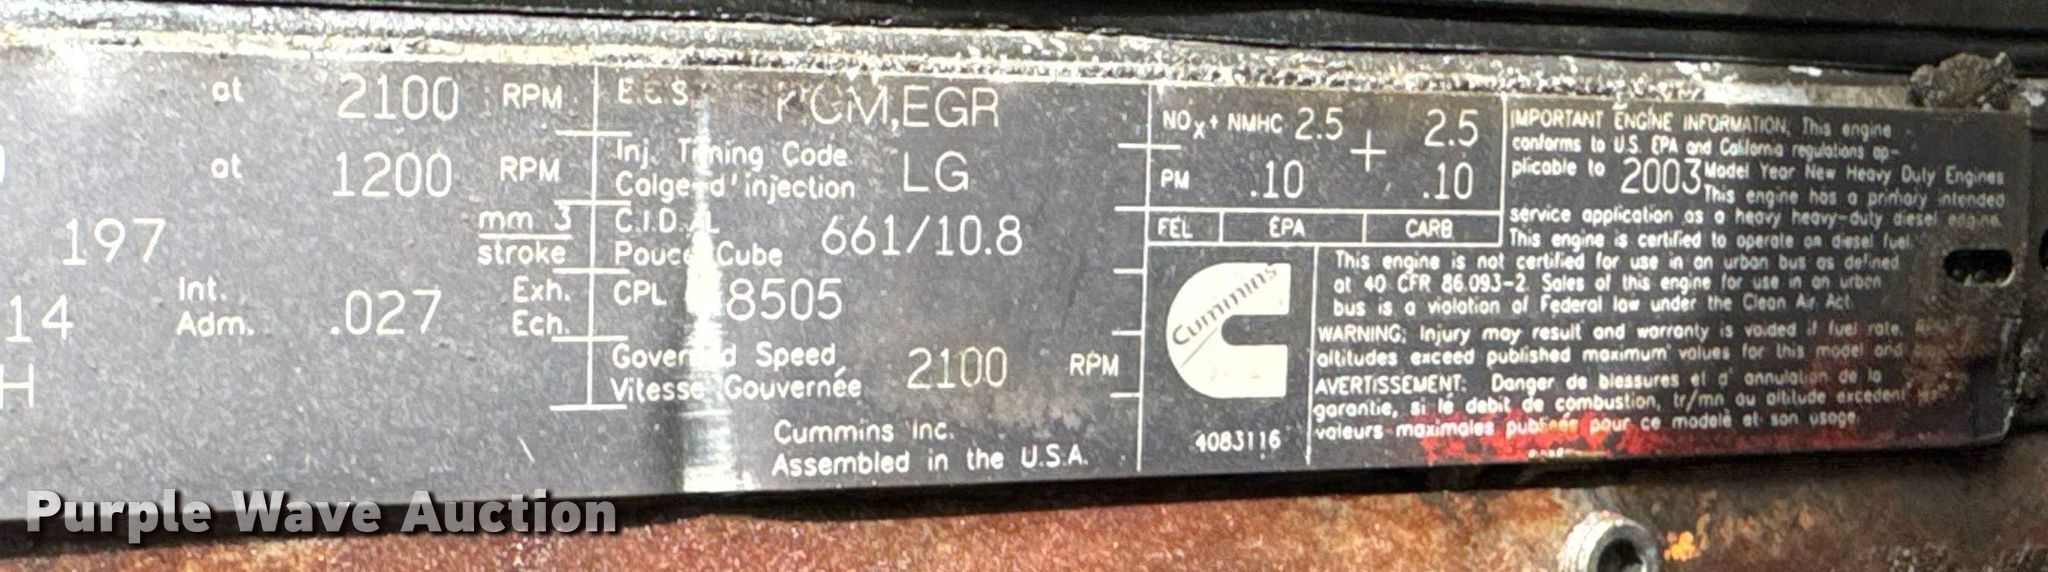 at 2100 RPM
at 1200 RPM
197 mm 3
stroke
14 Int. .027 Exh.
Adm. Ech.
H
E.C.S. PCM,EGR
Inj. Timing Code LG
Calge d'injection
C.I.D./L 661/10.8
Pouce Cube
CPL 8505
Governed Speed 2100 RPM
Vitesse Gouvernée
Cummins Inc.
Assembled in the U.S.A.
NOx+ NMHC 2.5 + 2.5
PM .10 .10
FEL EPA CARB
Cummins
4083116
IMPORTANT ENGINE INFORMATION, This engine
conforms to U.S. EPA and California regulations ap-
plicable to 2003 Model Year New Heavy Duty Engines
This engine has a primary intended
service application as a heavy heavy-duty diesel engine.
This engine is certified to operate on diesel fuel.
This engine is not certified for use in an urban bus as defined
at 40 CFR 86.093-2. Sales of this engine for use in an urban
bus is a violation of Federal law under the Clean Air Act
WARNING: Injury may result and warranty is voided if fuel rate,
altitudes exceed published maximum values for this model and
AVERTISSEMENT: Danger de blessures et d' annulation de la
garantie, si le debit de combustion, tr/mn ou altitude excedent
valeurs maximales publiees pour ce modele et son usage
Purple Wave Auction